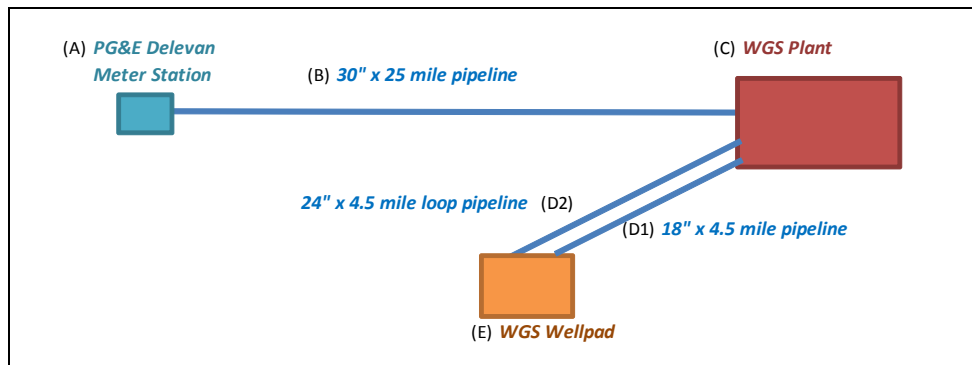 (A) PG&E Delevan
Meter Station
(C) WGS Plant
(B) 30" x 25 mile pipeline
24" x 4.5 mile loop pipeline (D2)
(D1) 18" x 4.5 mile pipeline
(E) WGS Wellpad